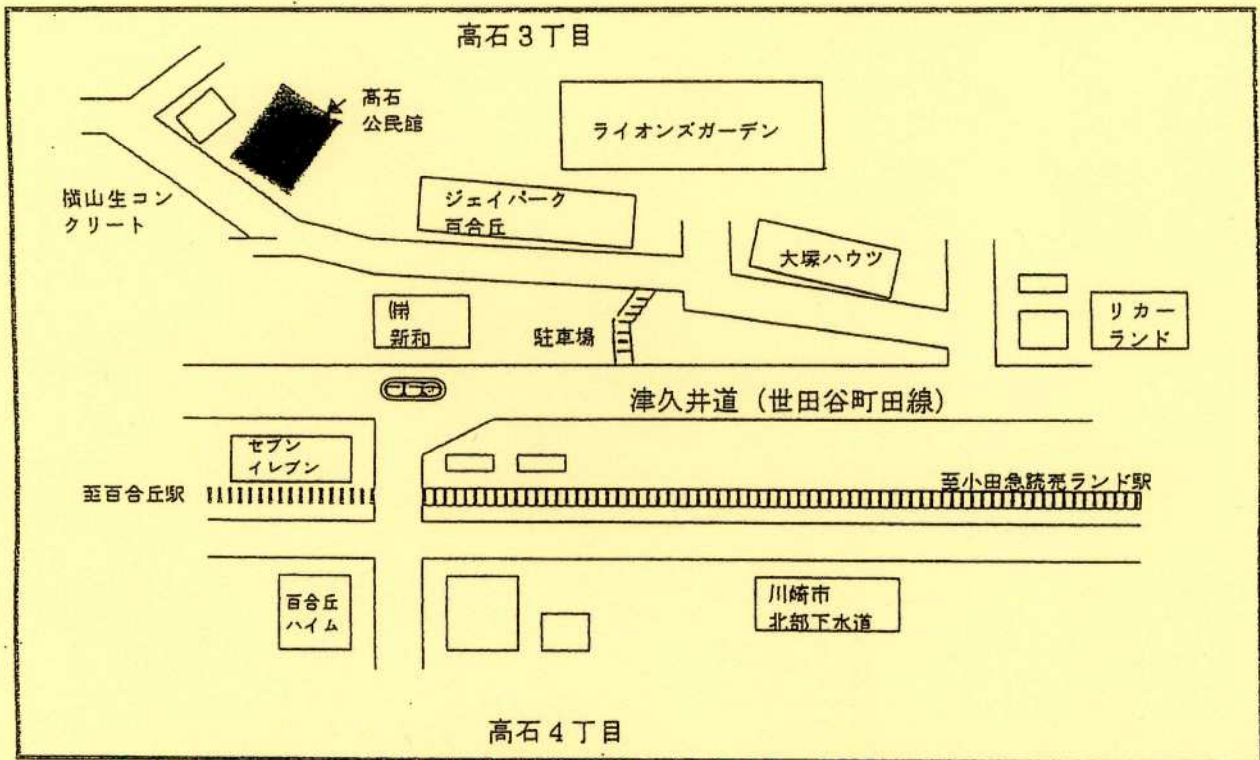 高石3丁目
高石
公民館
ライオンズガーデン
横山生コン
クリート
ジェイパーク
百合丘
大塚ハウツ
㈱
新和
駐車場
リカー
ランド
津久井道(世田谷町田線)
セブン
イレブン
至百合丘駅
至小田急読売ランド駅
百合丘
ハイム
川崎市
北部下水道
高石4丁目